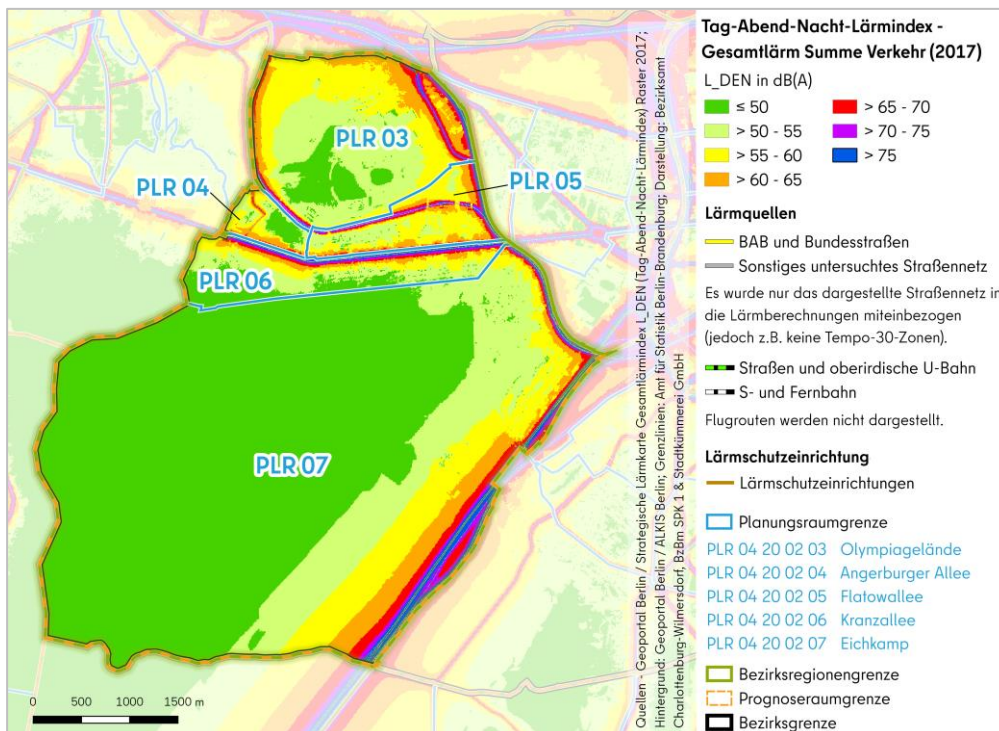 Tag-Abend-Nacht-Lärmindex -
Gesamtlärm Summe Verkehr (2017)
L_DEN in dB(A)
≤ 50
> 50 - 55
> 55 - 60
> 60 - 65
> 65 - 70
> 70 - 75
> 75
Lärmquellen
BAB und Bundesstraßen
Sonstiges untersuchtes Straßennetz
Es wurde nur das dargestellte Straßennetz in
die Lärmberechnungen miteinbezogen
(jedoch z.B. keine Tempo-30-Zonen).
Straßen und oberirdische U-Bahn
S- und Fernbahn
Flugrouten werden nicht dargestellt.
Lärmschutzeinrichtung
Lärmschutzeinrichtungen
Planungsraumgrenze
PLR 04 20 02 03 Olympiagelände
PLR 04 20 02 04 Angerburger Allee
PLR 04 20 02 05 Flatowallee
PLR 04 20 02 06 Kranzallee
PLR 04 20 02 07 Eichkamp
Bezirksregionengrenze
Prognoseraumgrenze
Bezirksgrenze
PLR 03
PLR 04
PLR 05
PLR 06
PLR 07
0 500 1000 1500 m
Quellen - Geoportal Berlin / Strategische Lärmkarte Gesamtlärmindex L_DEN (Tag-Abend-Nacht-Lärmindex) Raster 2017;
Hintergrund: Geoportal Berlin / ALKIS Berlin; Grenzlinien: Amt für Statistik Berlin-Brandenburg; Darstellung: Bezirksamt
Charlottenburg-Wilmersdorf, BzBm SPK 1 & Stadtkümmerei GmbH